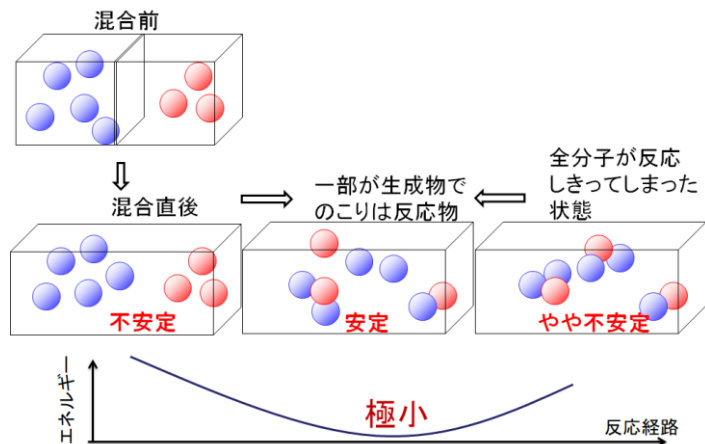 混合前
混合直後
一部が生成物で
のこりは反応物
全分子が反応
しきってしまった
状態
不安定
安定
やや不安定
エネルギー
極小
反応経路